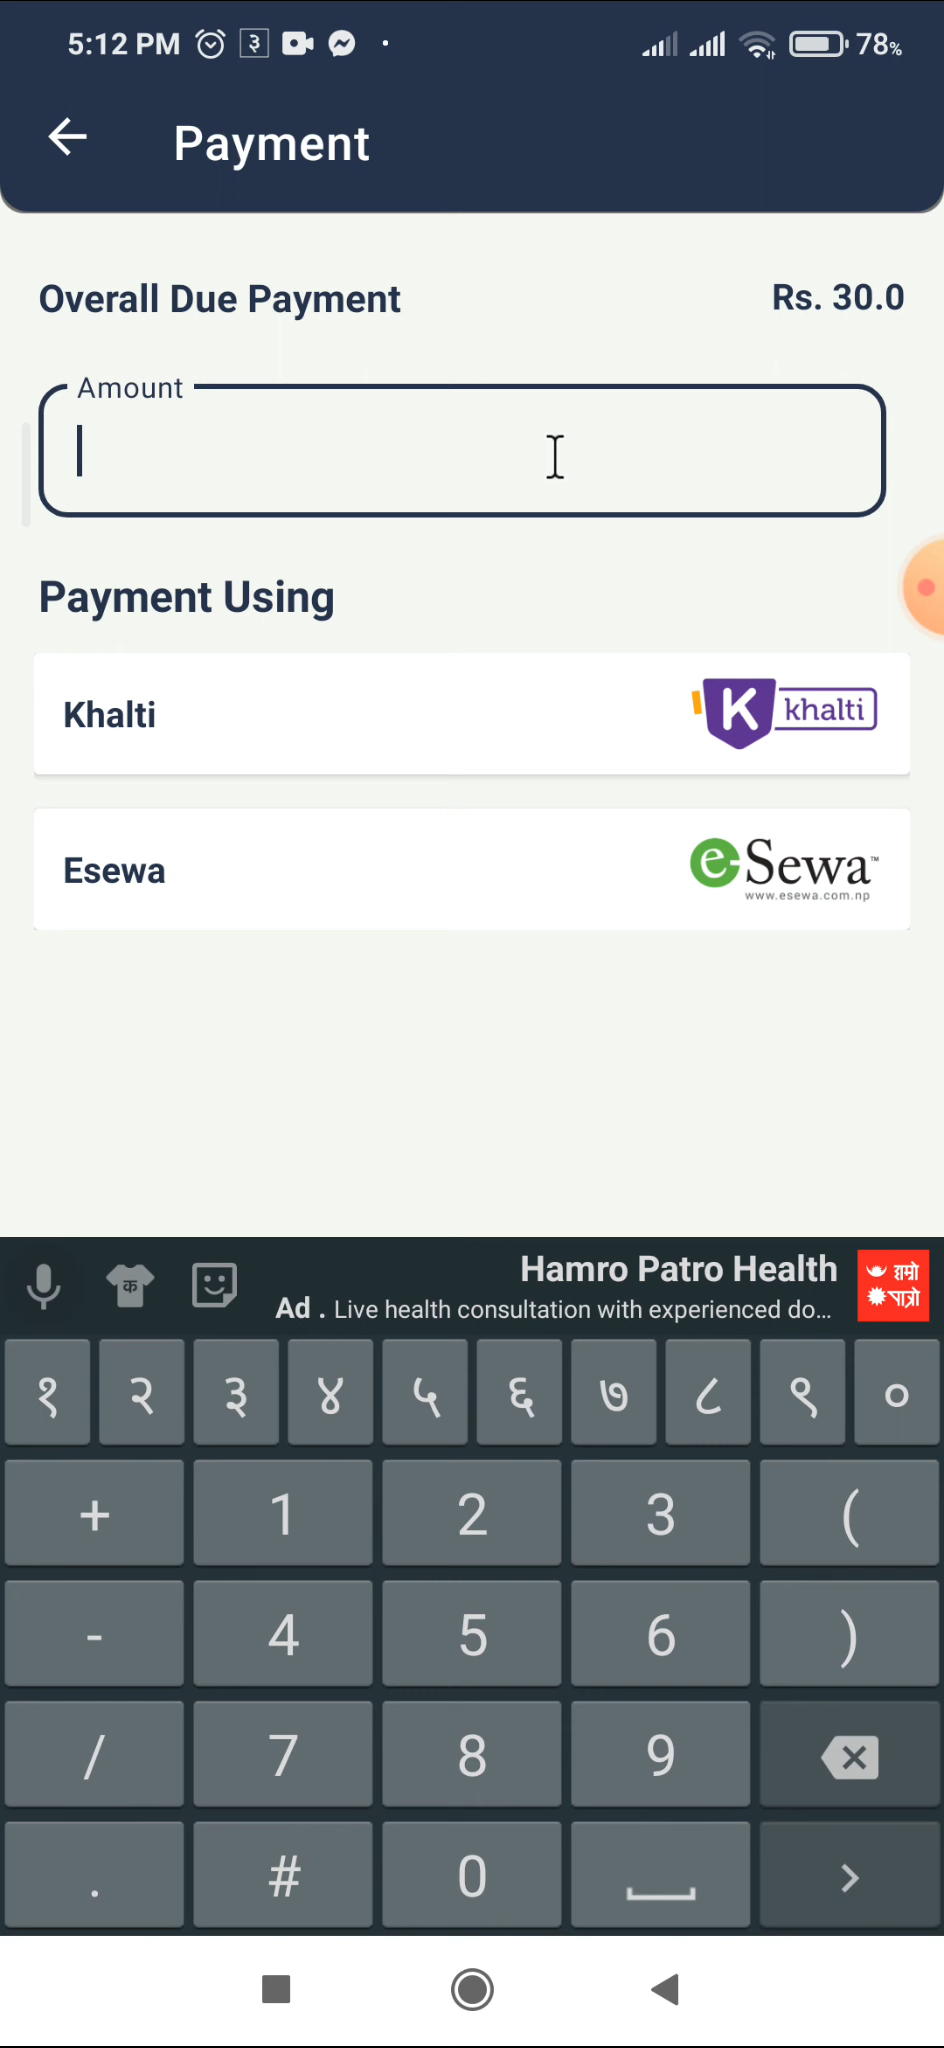 5:12 PM ३ 78%
Payment
Overall Due Payment Rs. 30.0
Amount
Payment Using
Khalti K khalti
Esewa e-Sewa™
www.esewa.com.np
क Hamro Patro Health हाम्रो
Ad . Live health consultation with experienced do... पात्रो
१ २ ३ ४ ५ ६ ७ ८ ९ ०
+ 1 2 3 (
- 4 5 6 )
/ 7 8 9
. # 0 >